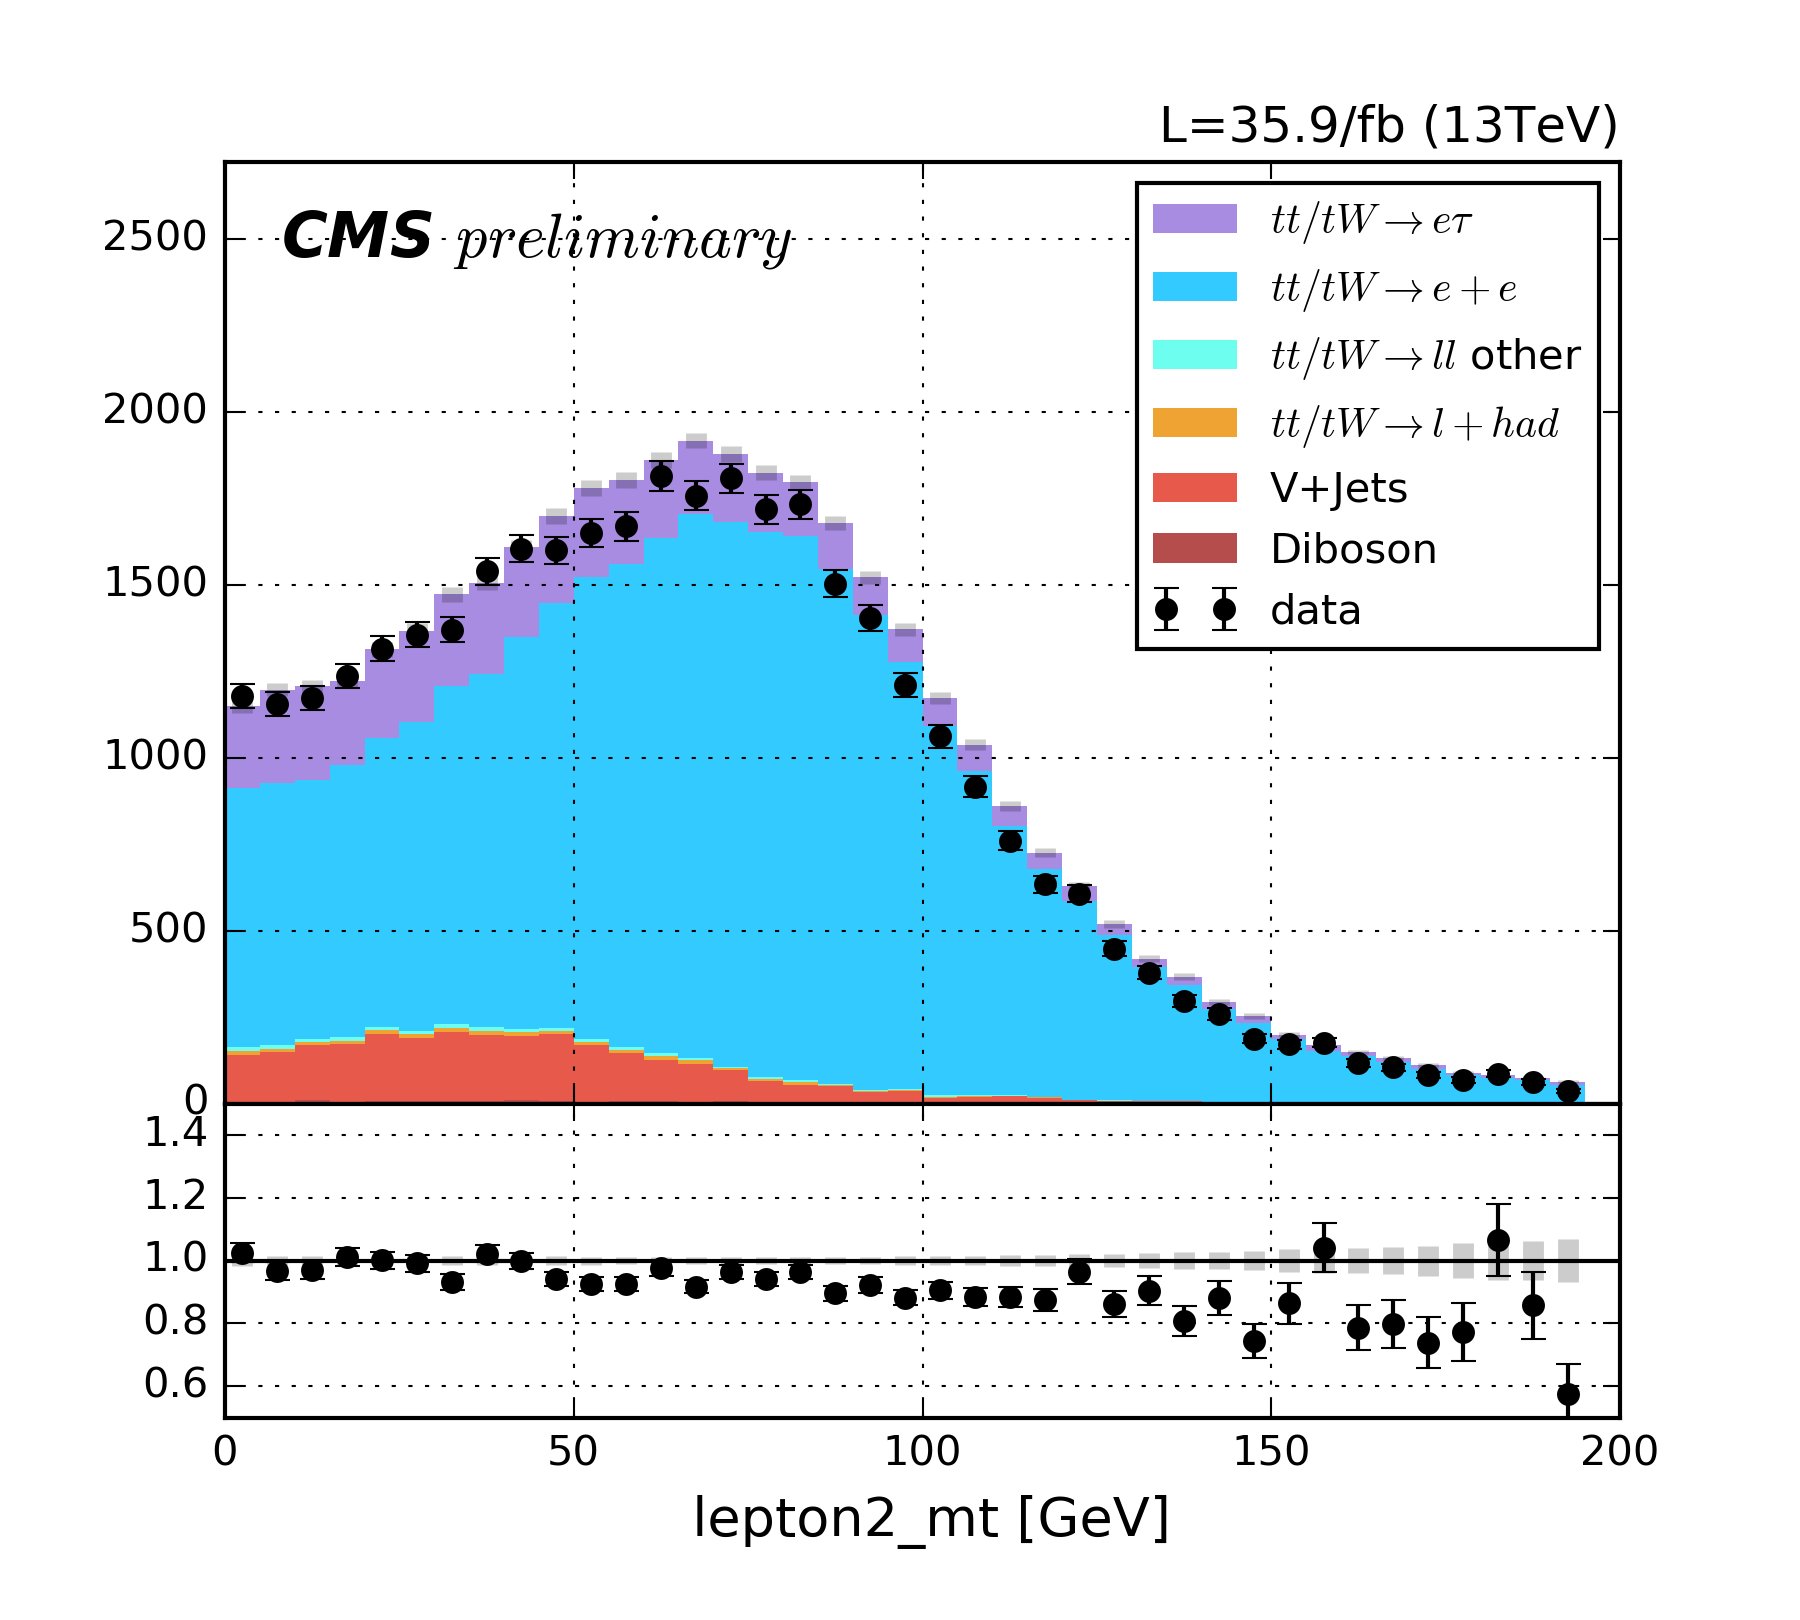 L=35.9/fb (13TeV)
CMS preliminary
tt/tW→eτ
tt/tW→e+e
tt/tW→ll other
tt/tW→l+had
V+Jets
Diboson
data
2500
2000
1500
1000
500
0
1.4
1.2
1.0
0.8
0.6
0 50 100 150 200
lepton2_mt [GeV]